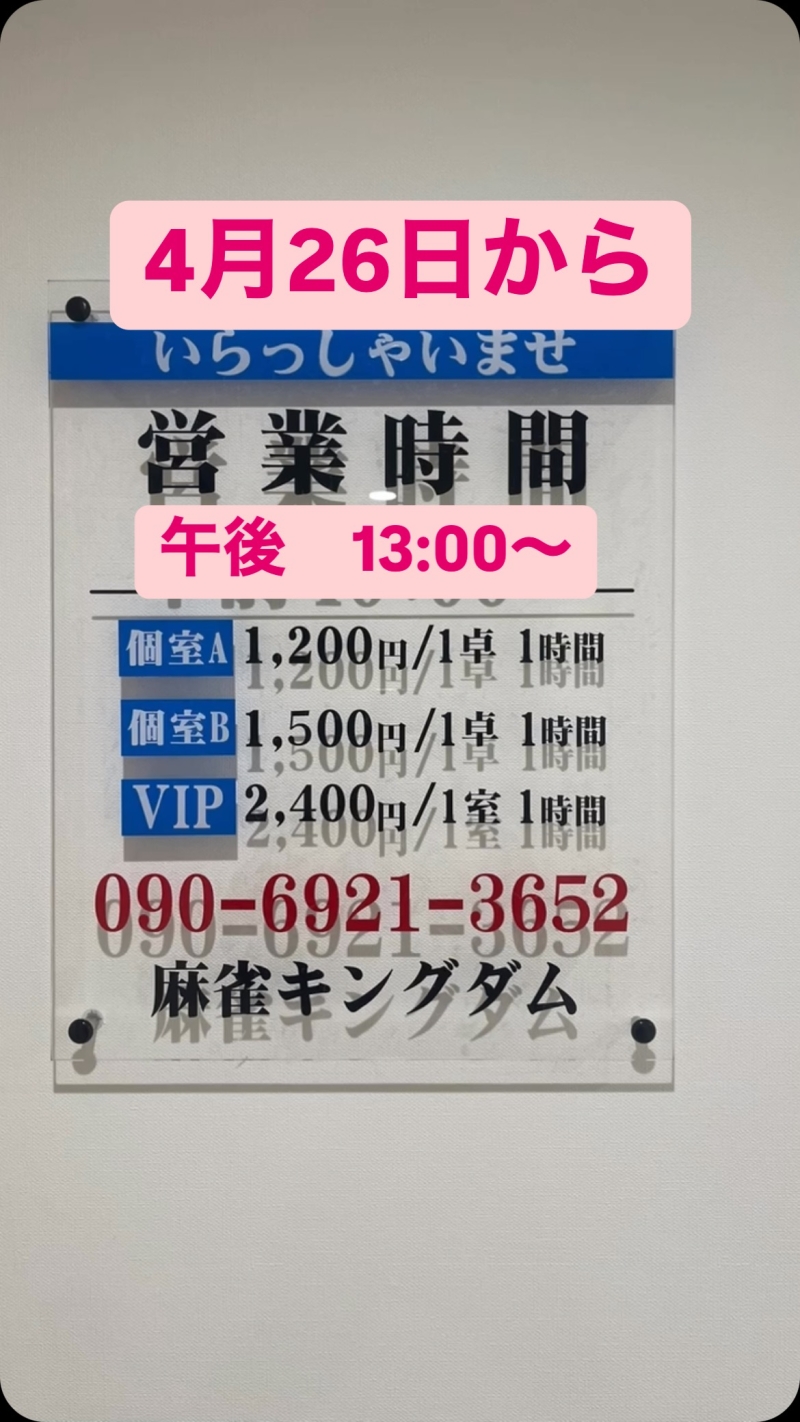 4月26日から
いらっしゃいませ
営業時間
午後　13:00〜
個室A 1,200円/1卓 1時間
個室B 1,500円/1卓 1時間
VIP 2,400円/1室 1時間
090-6921-3652
麻雀キングダム